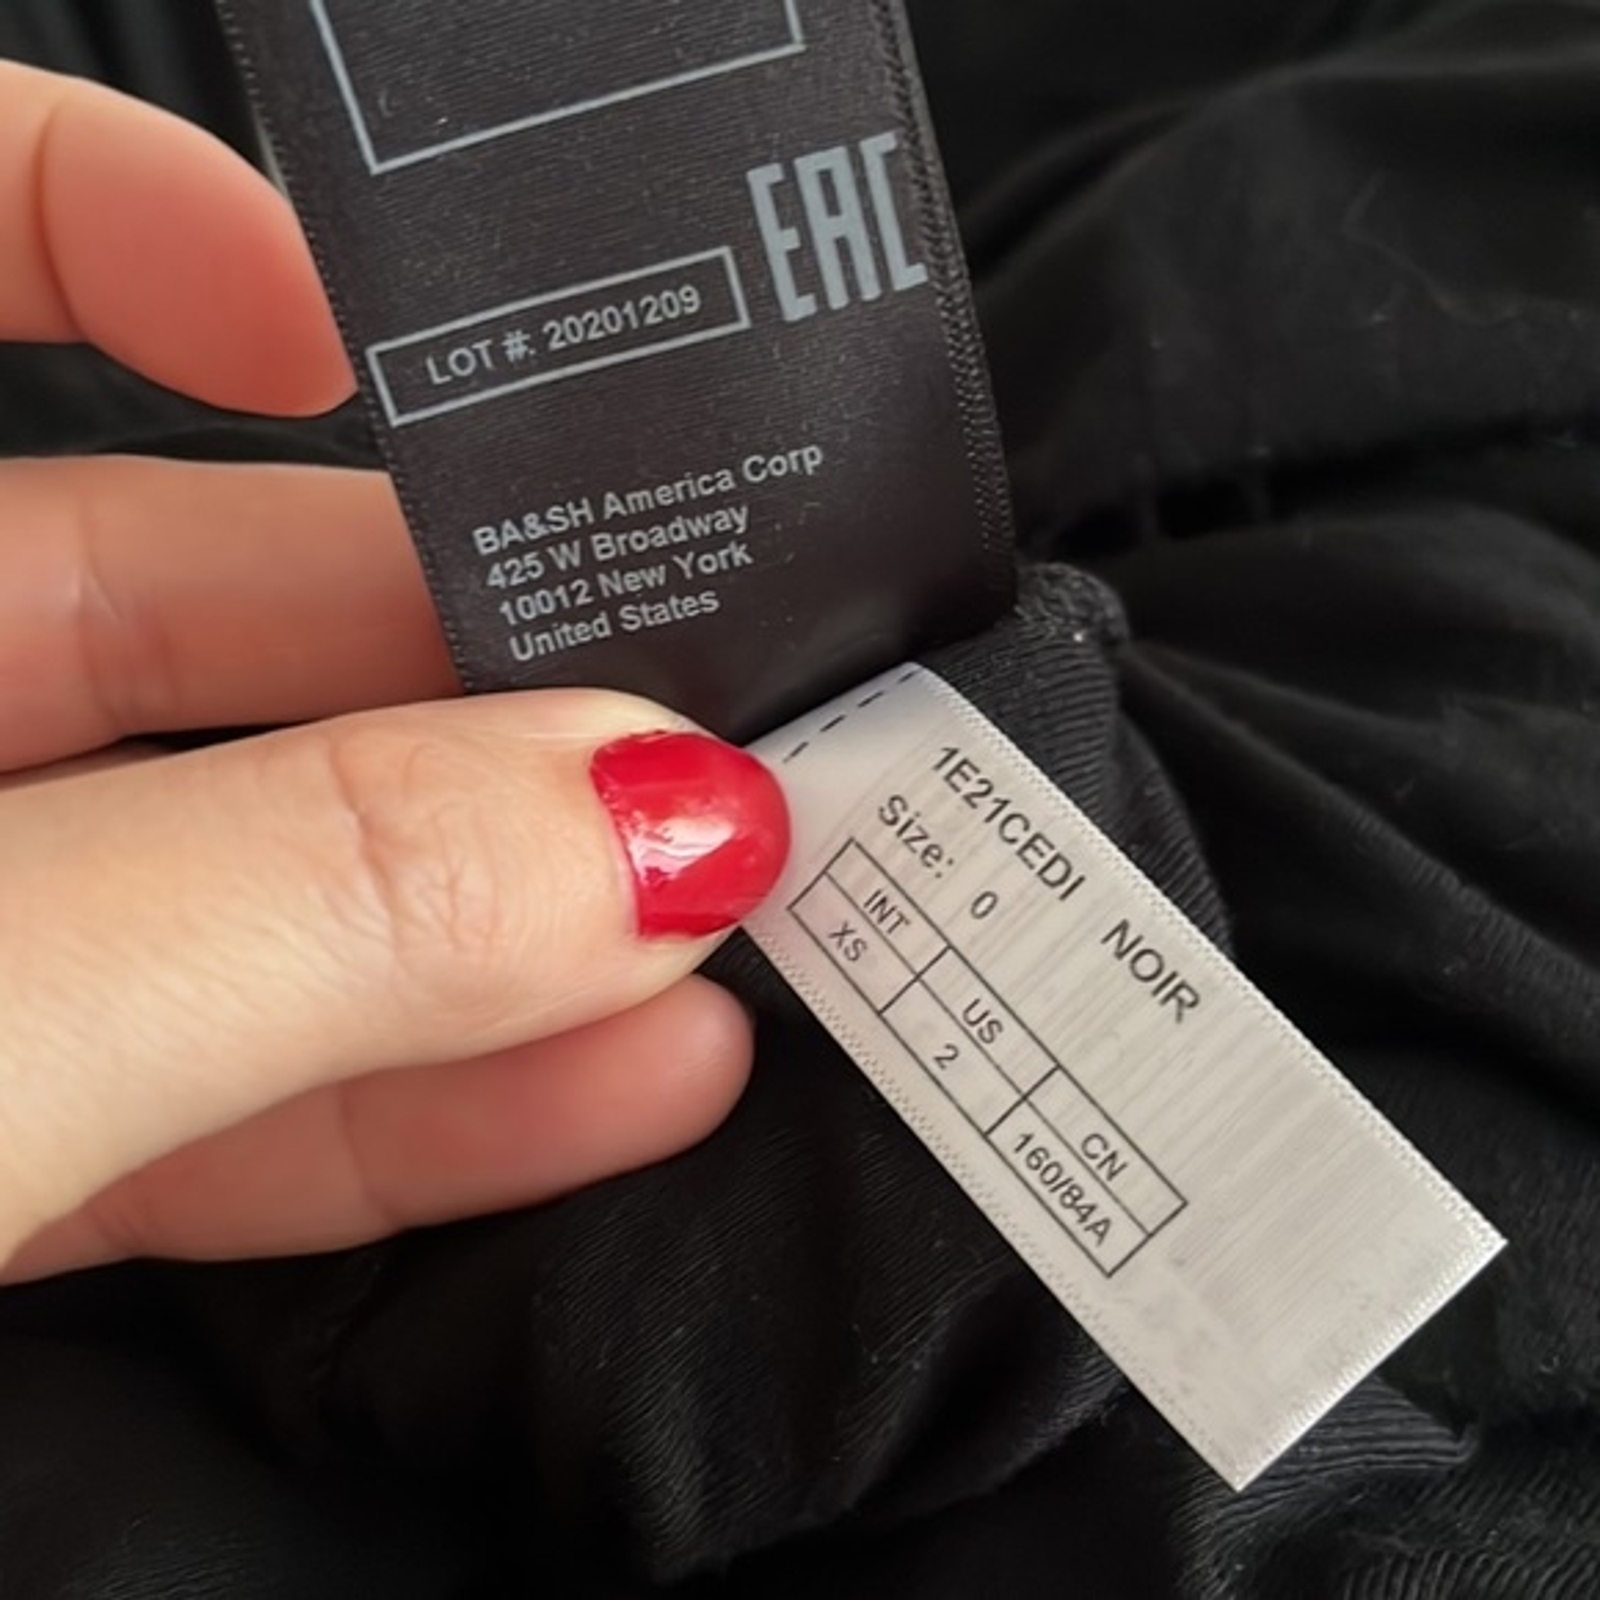 EAC
LOT #: 20201209
BA&SH America Corp
425 W Broadway
10012 New York
United States
1E21CEDI NOIR
Size: 0
INT US CN
XS 2 160/84A